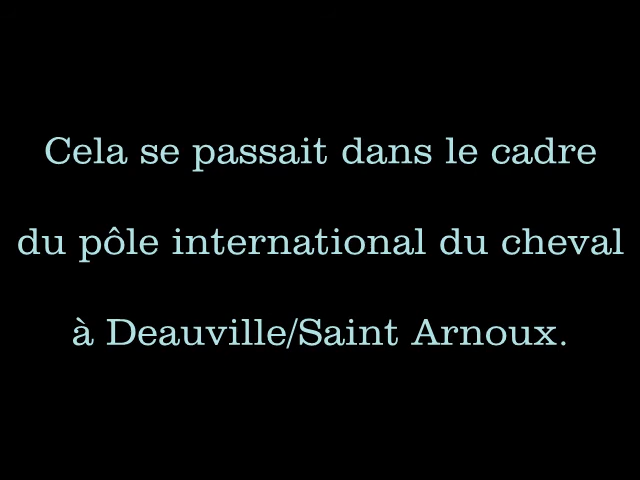 Cela se passait dans le cadre
du pôle international du cheval
à Deauville/Saint Arnoux.